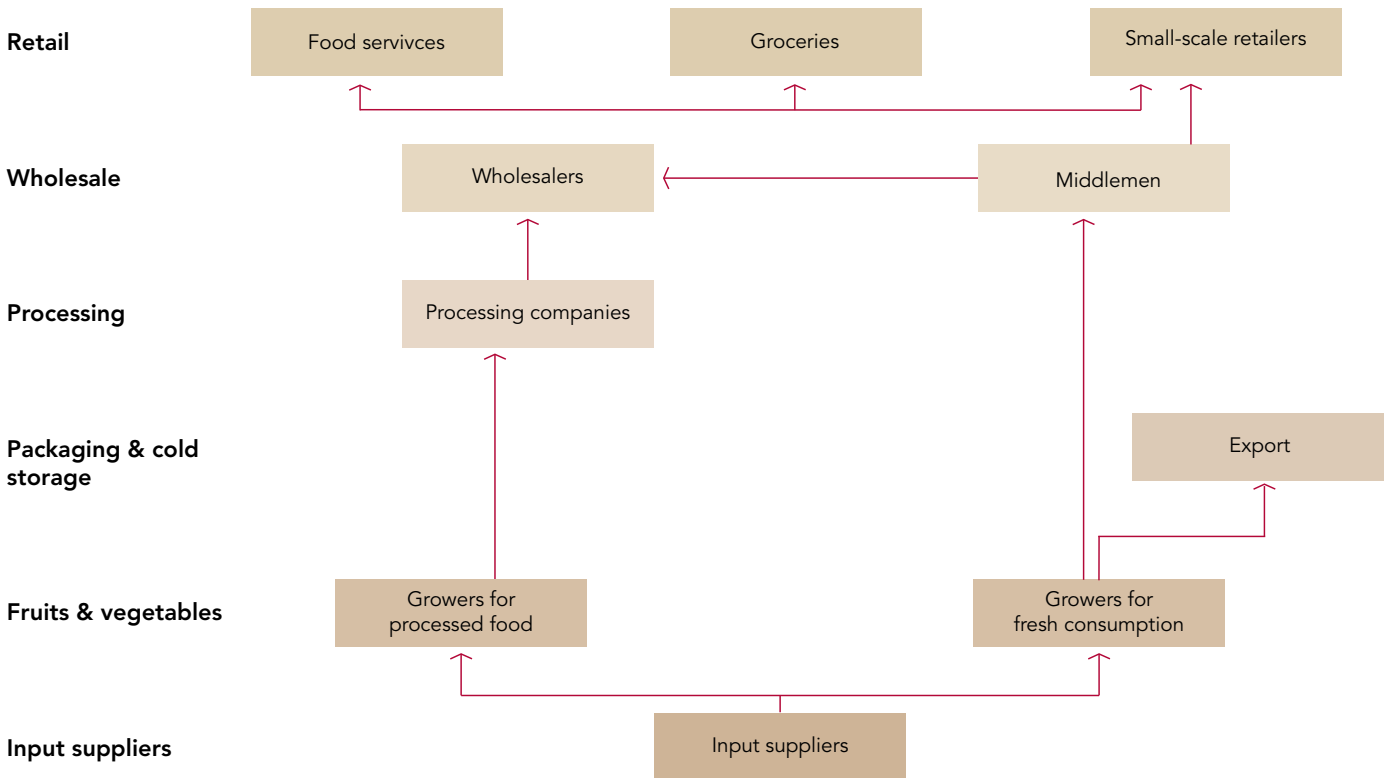 Retail
Food servivces
Groceries
Small-scale retailers
Wholesale
Wholesalers
Middlemen
Processing
Processing companies
Packaging & cold
storage
Export
Fruits & vegetables
Growers for
processed food
Growers for
fresh consumption
Input suppliers
Input suppliers